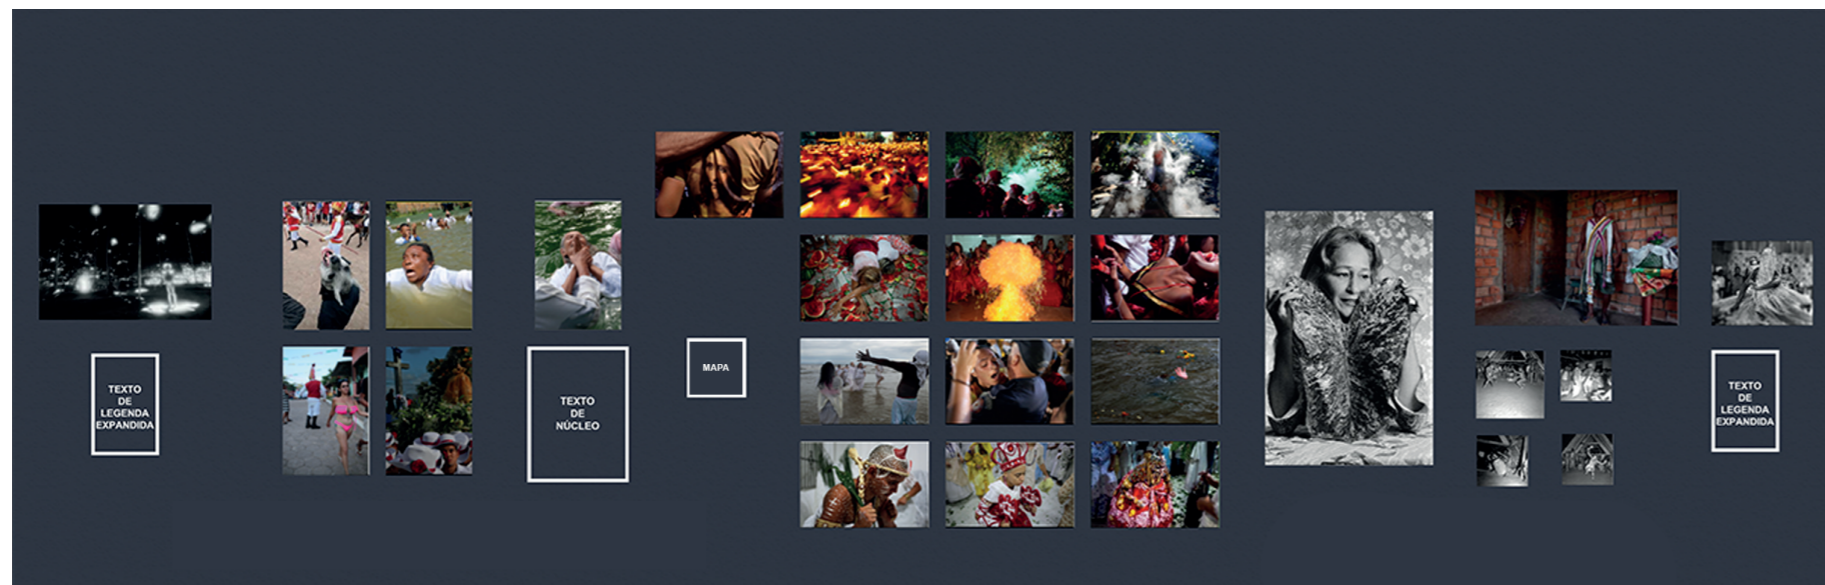 TEXTO
DE
LEGENDA
EXPANDIDA
TEXTO
DE
NÚCLEO
MAPA
TEXTO
DE
LEGENDA
EXPANDIDA